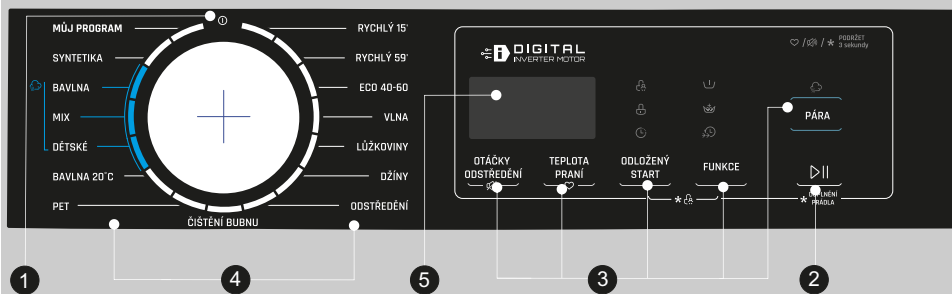 MŮJ PROGRAM
SYNTETIKA
BAVLNA
MIX
DĚTSKÉ
BAVLNA 20°C
PET
ČIŠTĚNÍ BUBNU
RYCHLÝ 15'
RYCHLÝ 59'
ECO 40-60
VLNA
LŮŽKOVINY
DŽÍNY
ODSTŘEDĚNÍ
DIGITAL
INVERTER MOTOR
PODRŽET
3 sekundy
PÁRA
OTÁČKY
ODSTŘEDĚNÍ
TEPLOTA
PRANÍ
ODLOŽENÝ
START
FUNKCE
PRÁDLA
1
4
5
3
2